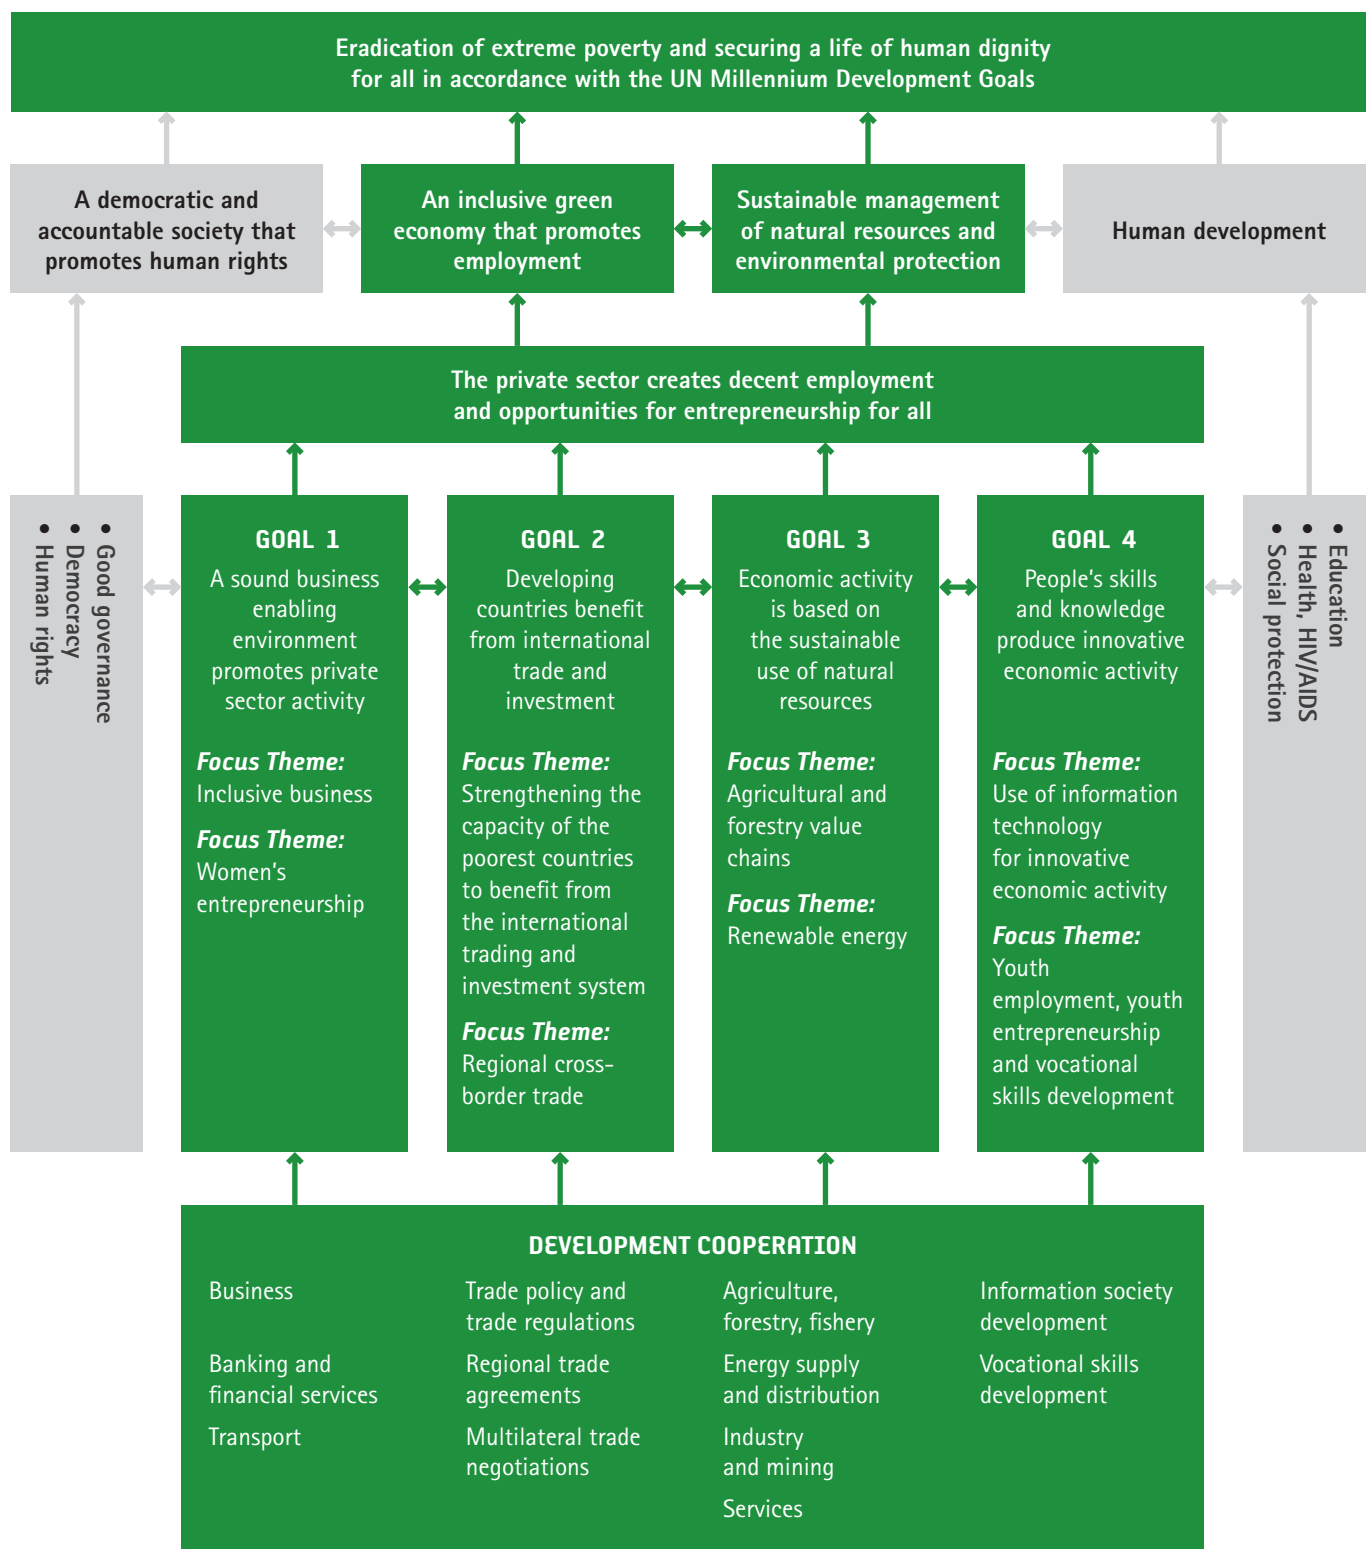 Eradication of extreme poverty and securing a life of human dignity
for all in accordance with the UN Millennium Development Goals
A democratic and
accountable society that
promotes human rights
An inclusive green
economy that promotes
employment
Sustainable management
of natural resources and
environmental protection
Human development
The private sector creates decent employment
and opportunities for entrepreneurship for all
• Good governance
• Democracy
• Human rights
GOAL 1
A sound business
enabling
environment
promotes private
sector activity
Focus Theme:
Inclusive business
Focus Theme:
Women's
entrepreneurship
GOAL 2
Developing
countries benefit
from international
trade and
investment
Focus Theme:
Strengthening the
capacity of the
poorest countries
to benefit from
the international
trading and
investment system
Focus Theme:
Regional cross-
border trade
GOAL 3
Economic activity
is based on
the sustainable
use of natural
resources
Focus Theme:
Agricultural and
forestry value
chains
Focus Theme:
Renewable energy
GOAL 4
People's skills
and knowledge
produce innovative
economic activity
Focus Theme:
Use of information
technology
for innovative
economic activity
Focus Theme:
Youth
employment, youth
entrepreneurship
and vocational
skills development
• Education
• Health, HIV/AIDS
• Social protection
DEVELOPMENT COOPERATION
Business
Banking and
financial services
Transport
Trade policy and
trade regulations
Regional trade
agreements
Multilateral trade
negotiations
Agriculture,
forestry, fishery
Energy supply
and distribution
Industry
and mining
Services
Information society
development
Vocational skills
development